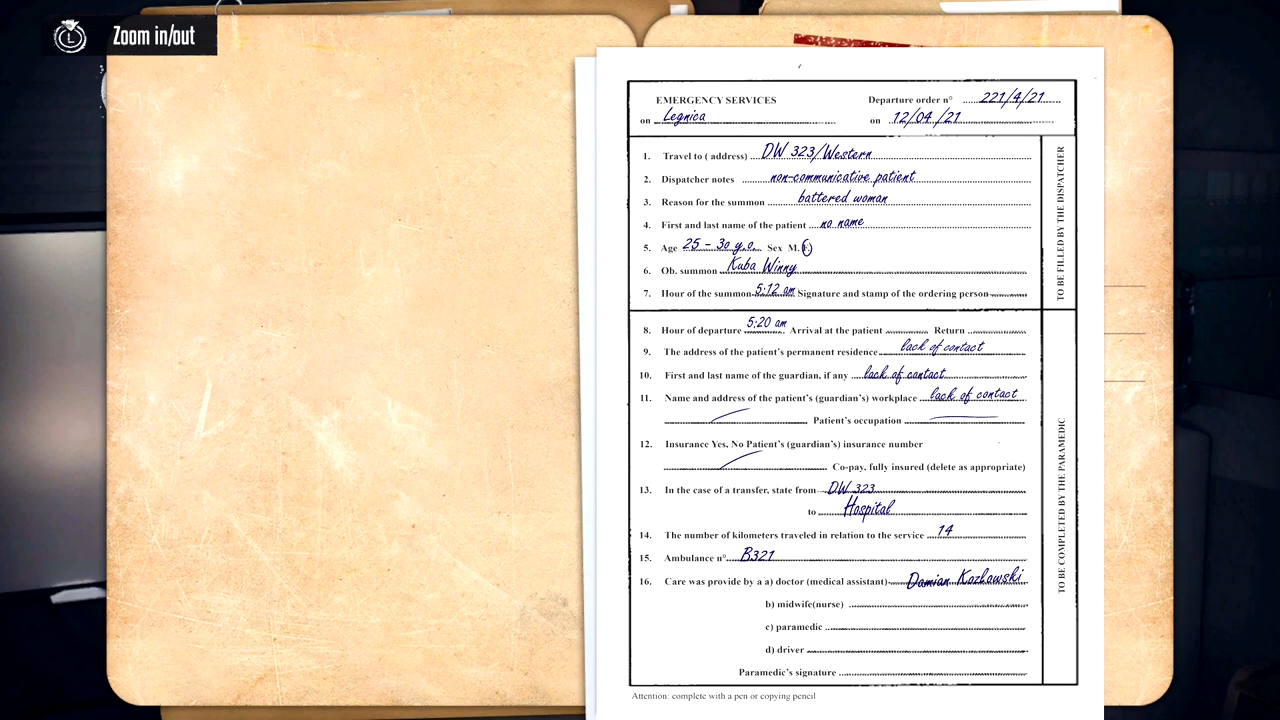 L
Zoom in/out
EMERGENCY SERVICES
Departure order n° 221/4/21
on Legnica
on 12/04/21
1. Travel to ( address) DW 323/Western
2. Dispatcher notes non-communicative patient
3. Reason for the summon battered woman
4. First and last name of the patient no name
5. Age 25 - 30 y.o. Sex M. F.
6. Ob. summon Kuba Winny
7. Hour of the summon 5:12 am Signature and stamp of the ordering person
TO BE FILLED BY THE DISPATCHER
8. Hour of departure 5:20 am Arrival at the patient Return
9. The address of the patient's permanent residence lack of contact
10. First and last name of the guardian, if any lack of contact
11. Name and address of the patient's (guardian's) workplace lack of contact
Patient's occupation
12. Insurance Yes, No Patient's (guardian's) insurance number
Co-pay, fully insured (delete as appropriate)
13. In the case of a transfer, state from DW 323
to Hospital
14. The number of kilometers traveled in relation to the service 14
15. Ambulance n° B321
16. Care was provide by a a) doctor (medical assistant) Damian Kozlowski
b) midwife(nurse)
c) paramedic
d) driver
Paramedic's signature
TO BE COMPLETED BY THE PARAMEDIC
Attention: complete with a pen or copying pencil